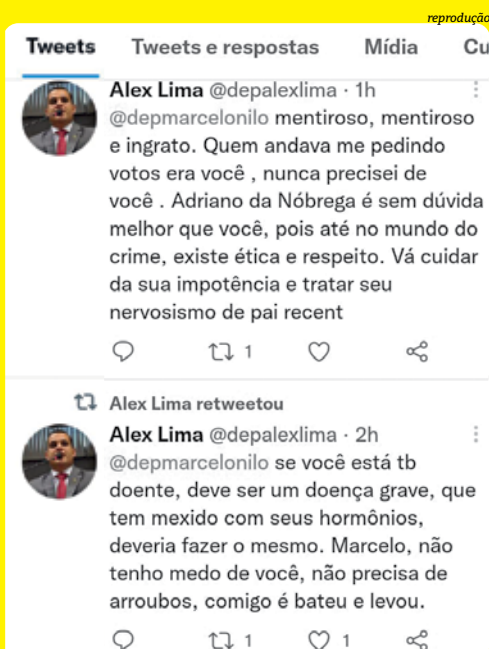 reprodução
Tweets Tweets e respostas Mídia Cu
Alex Lima @depalexlima · 1h
@depmarcelonilo mentiroso, mentiroso
e ingrato. Quem andava me pedindo
votos era você , nunca precisei de
você . Adriano da Nóbrega é sem dúvida
melhor que você, pois até no mundo do
crime, existe ética e respeito. Vá cuidar
da sua impotência e tratar seu
nervosismo de pai recent
1
Alex Lima retweetou
Alex Lima @depalexlima · 2h
@depmarcelonilo se você está tb
doente, deve ser um doença grave, que
tem mexido com seus hormônios,
deveria fazer o mesmo. Marcelo, não
tenho medo de você, não precisa de
arroubos, comigo é bateu e levou.
1 1